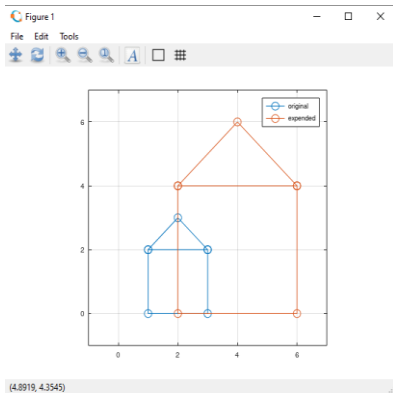 Figure 1
File Edit Tools
A
original
expended
6
4
2
0
0 2 4 6
(4.8919, 4.3545)